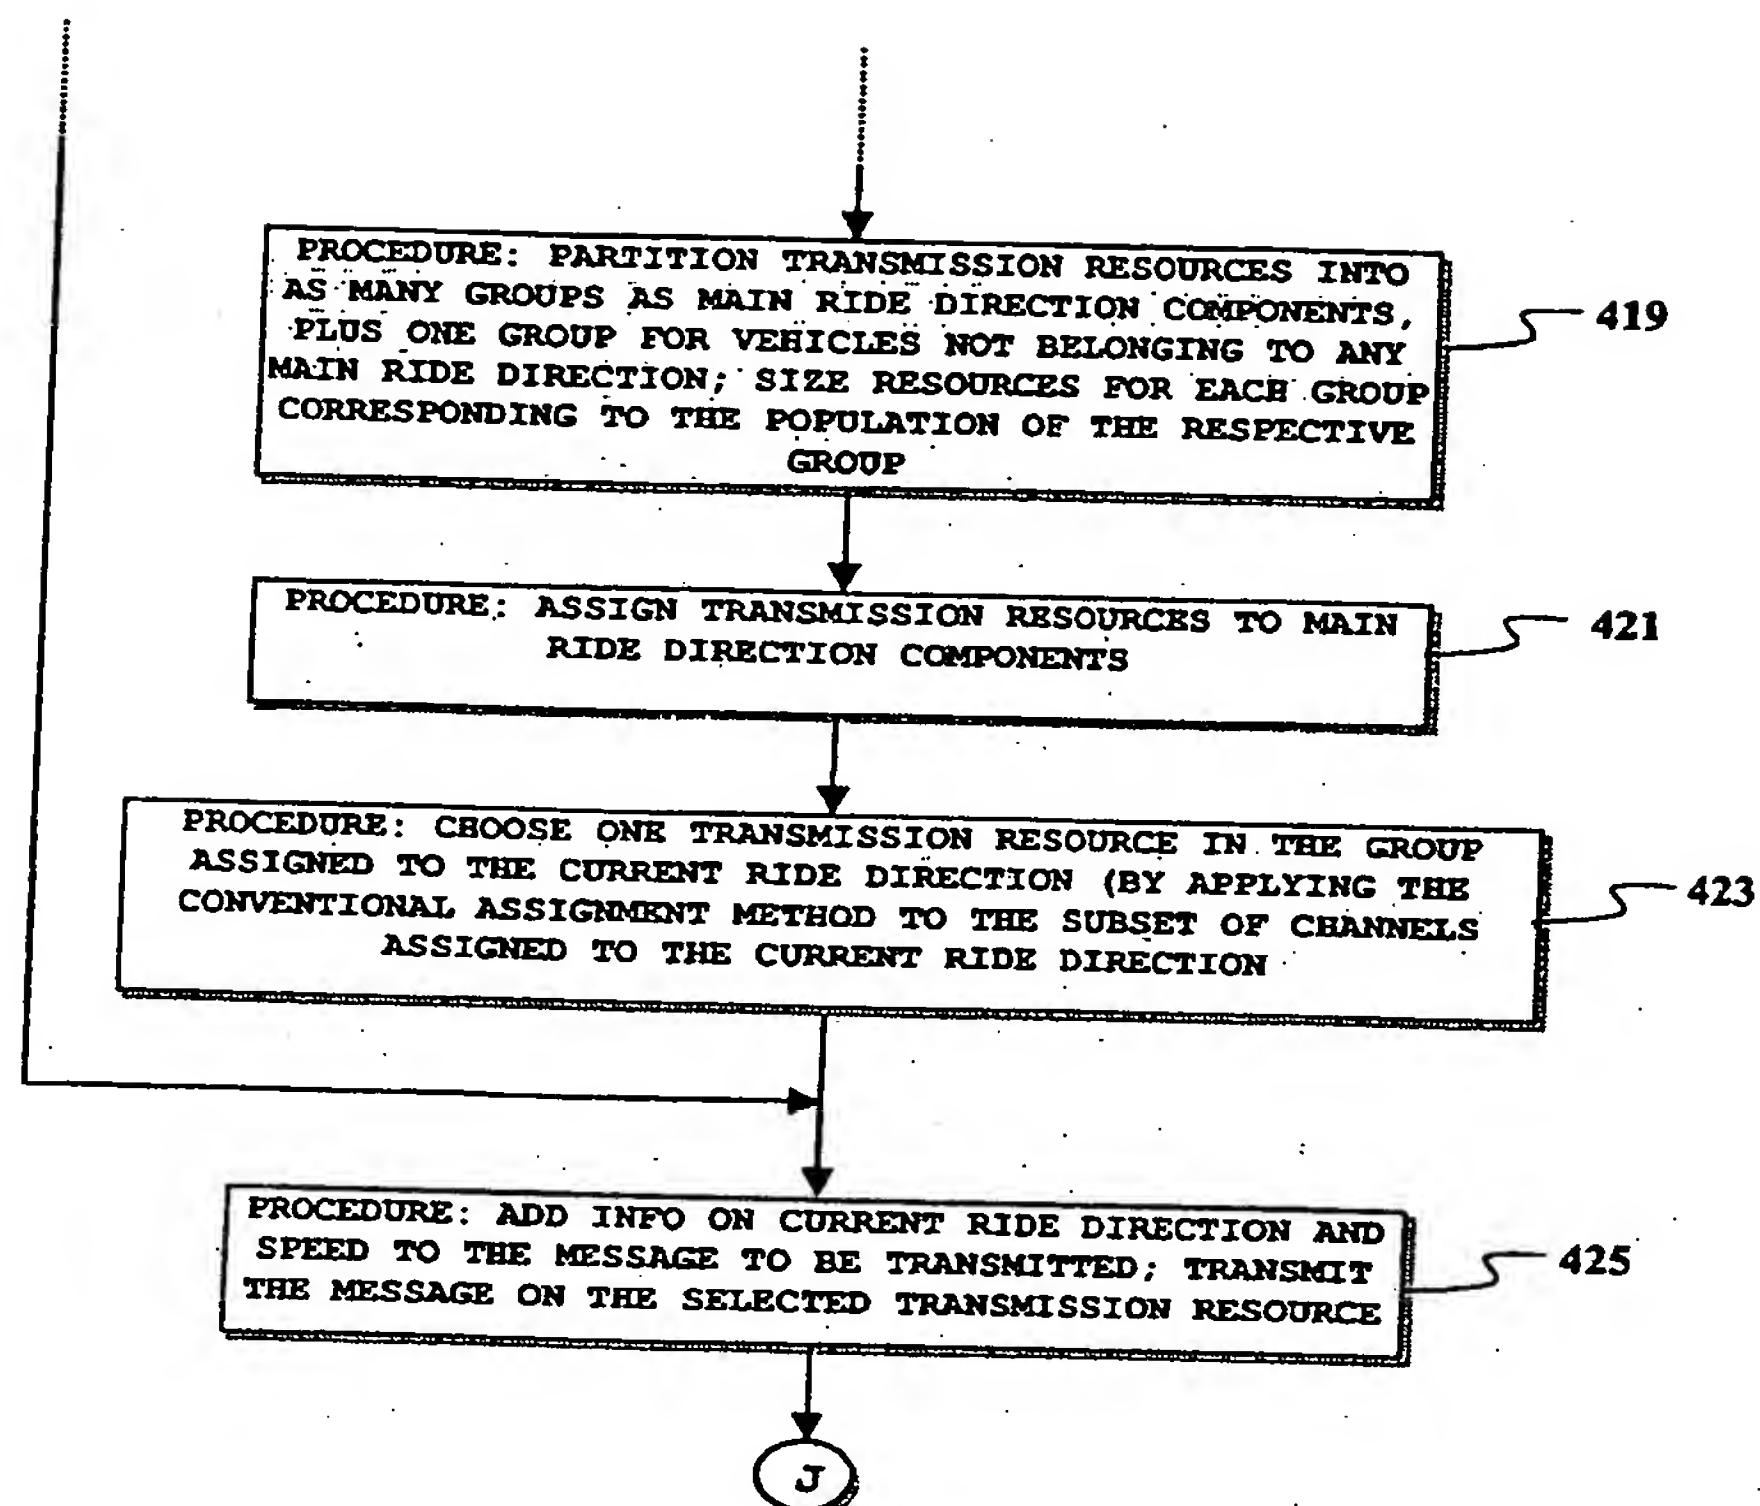 PROCEDURE: PARTITION TRANSMISSION RESOURCES INTO
AS MANY GROUPS AS MAIN RIDE DIRECTION COMPONENTS,
PLUS ONE GROUP FOR VEHICLES NOT BELONGING TO ANY
MAIN RIDE DIRECTION; SIZE RESOURCES FOR EACH GROUP
CORRESPONDING TO THE POPULATION OF THE RESPECTIVE
GROUP
419
PROCEDURE: ASSIGN TRANSMISSION RESOURCES TO MAIN
RIDE DIRECTION COMPONENTS
421
PROCEDURE: CHOOSE ONE TRANSMISSION RESOURCE IN THE GROUP
ASSIGNED TO THE CURRENT RIDE DIRECTION (BY APPLYING THE
CONVENTIONAL ASSIGNMENT METHOD TO THE SUBSET OF CHANNELS
ASSIGNED TO THE CURRENT RIDE DIRECTION
423
PROCEDURE: ADD INFO ON CURRENT RIDE DIRECTION AND
SPEED TO THE MESSAGE TO BE TRANSMITTED; TRANSMIT
THE MESSAGE ON THE SELECTED TRANSMISSION RESOURCE
425
J